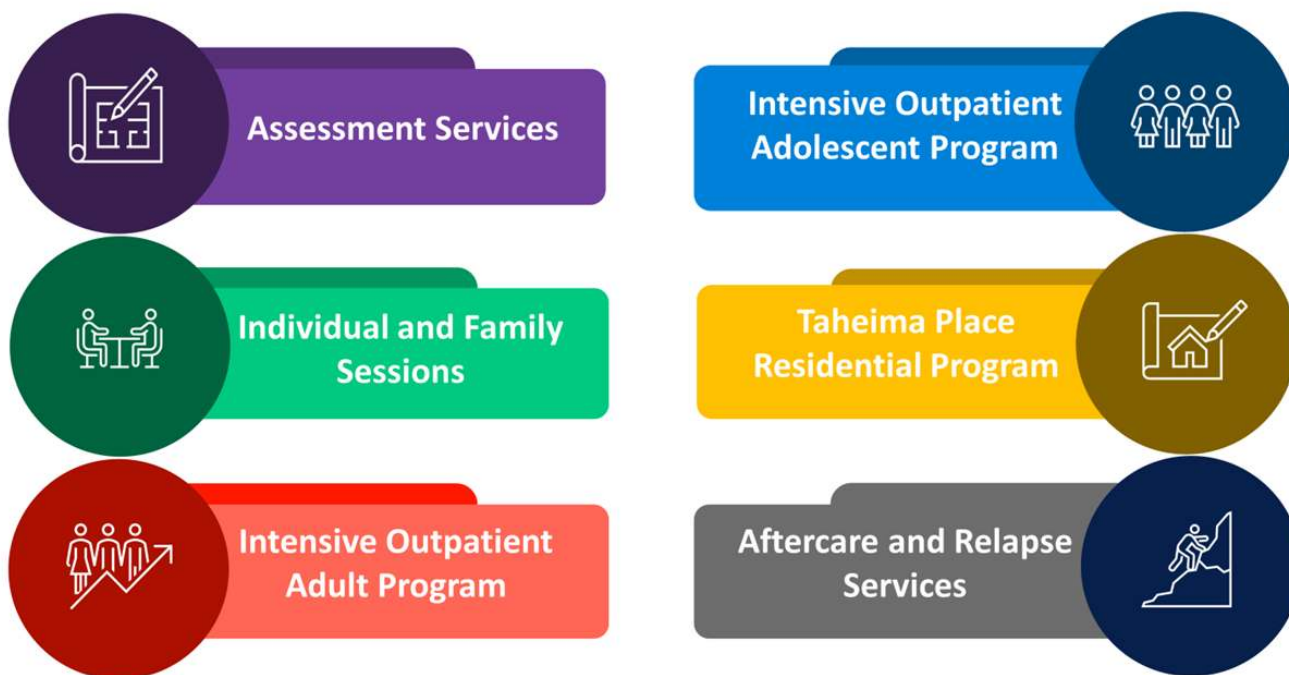 Assessment Services
Individual and Family
Sessions
Intensive Outpatient
Adult Program
Intensive Outpatient
Adolescent Program
Taheima Place
Residential Program
Aftercare and Relapse
Services